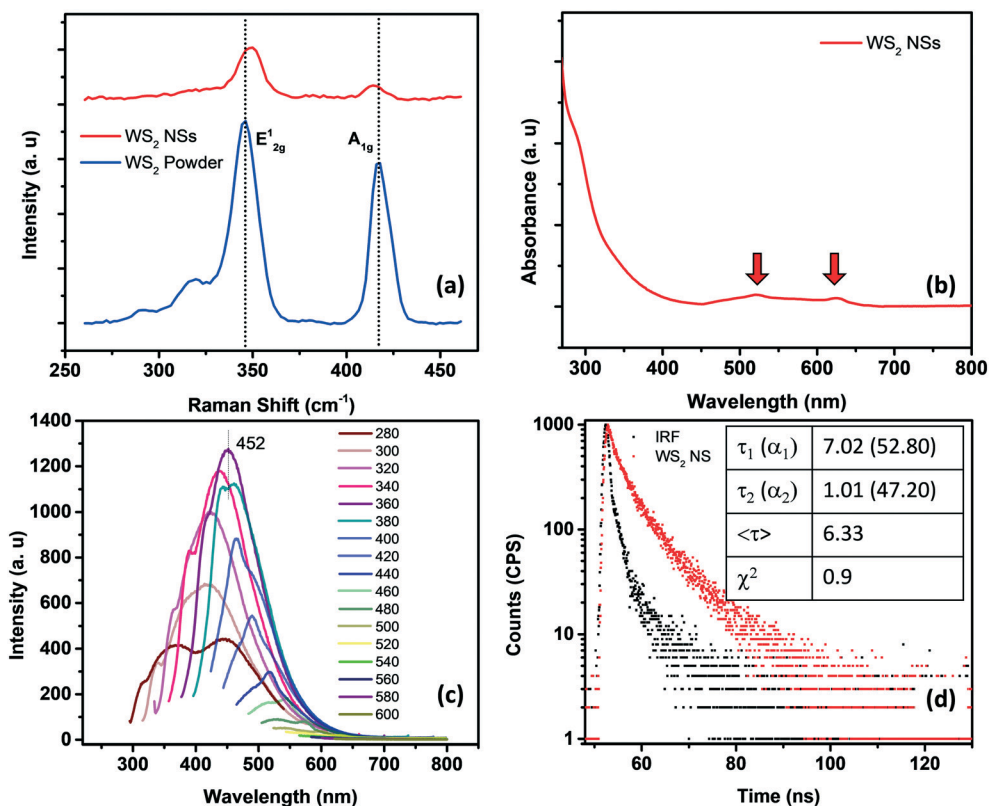 Intensity (a. u)
WS₂ NSs
WS₂ Powder
E¹₂g
A₁g
(a)
250 300 350 400 450
Raman Shift (cm⁻¹)
Absorbance (a. u)
WS₂ NSs
(b)
300 400 500 600 700 800
Wavelength (nm)
Intensity (a. u)
1400
1200
1000
800
600
400
200
0
452
280
300
320
340
360
380
400
420
440
460
480
500
520
540
560
580
600
(c)
300 400 500 600 700 800
Wavelength (nm)
Counts (CPS)
1000
100
10
1
IRF
WS₂ NS
τ₁ (α₁) 7.02 (52.80)
τ₂ (α₂) 1.01 (47.20)
<τ> 6.33
χ² 0.9
(d)
60 80 100 120
Time (ns)